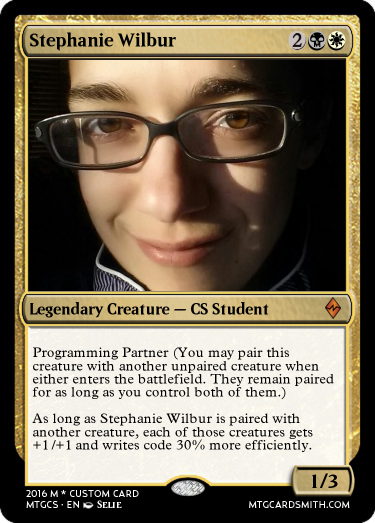 Stephanie Wilbur 2
Legendary Creature — CS Student
Programming Partner (You may pair this
creature with another unpaired creature when
either enters the battlefield. They remain paired
for as long as you control both of them.)
As long as Stephanie Wilbur is paired with
another creature, each of those creatures gets
+1/+1 and writes code 30% more efficiently.
1/3
2016 M * CUSTOM CARD
MTGCS · EN SELIE
MTGCARDSMITH.COM